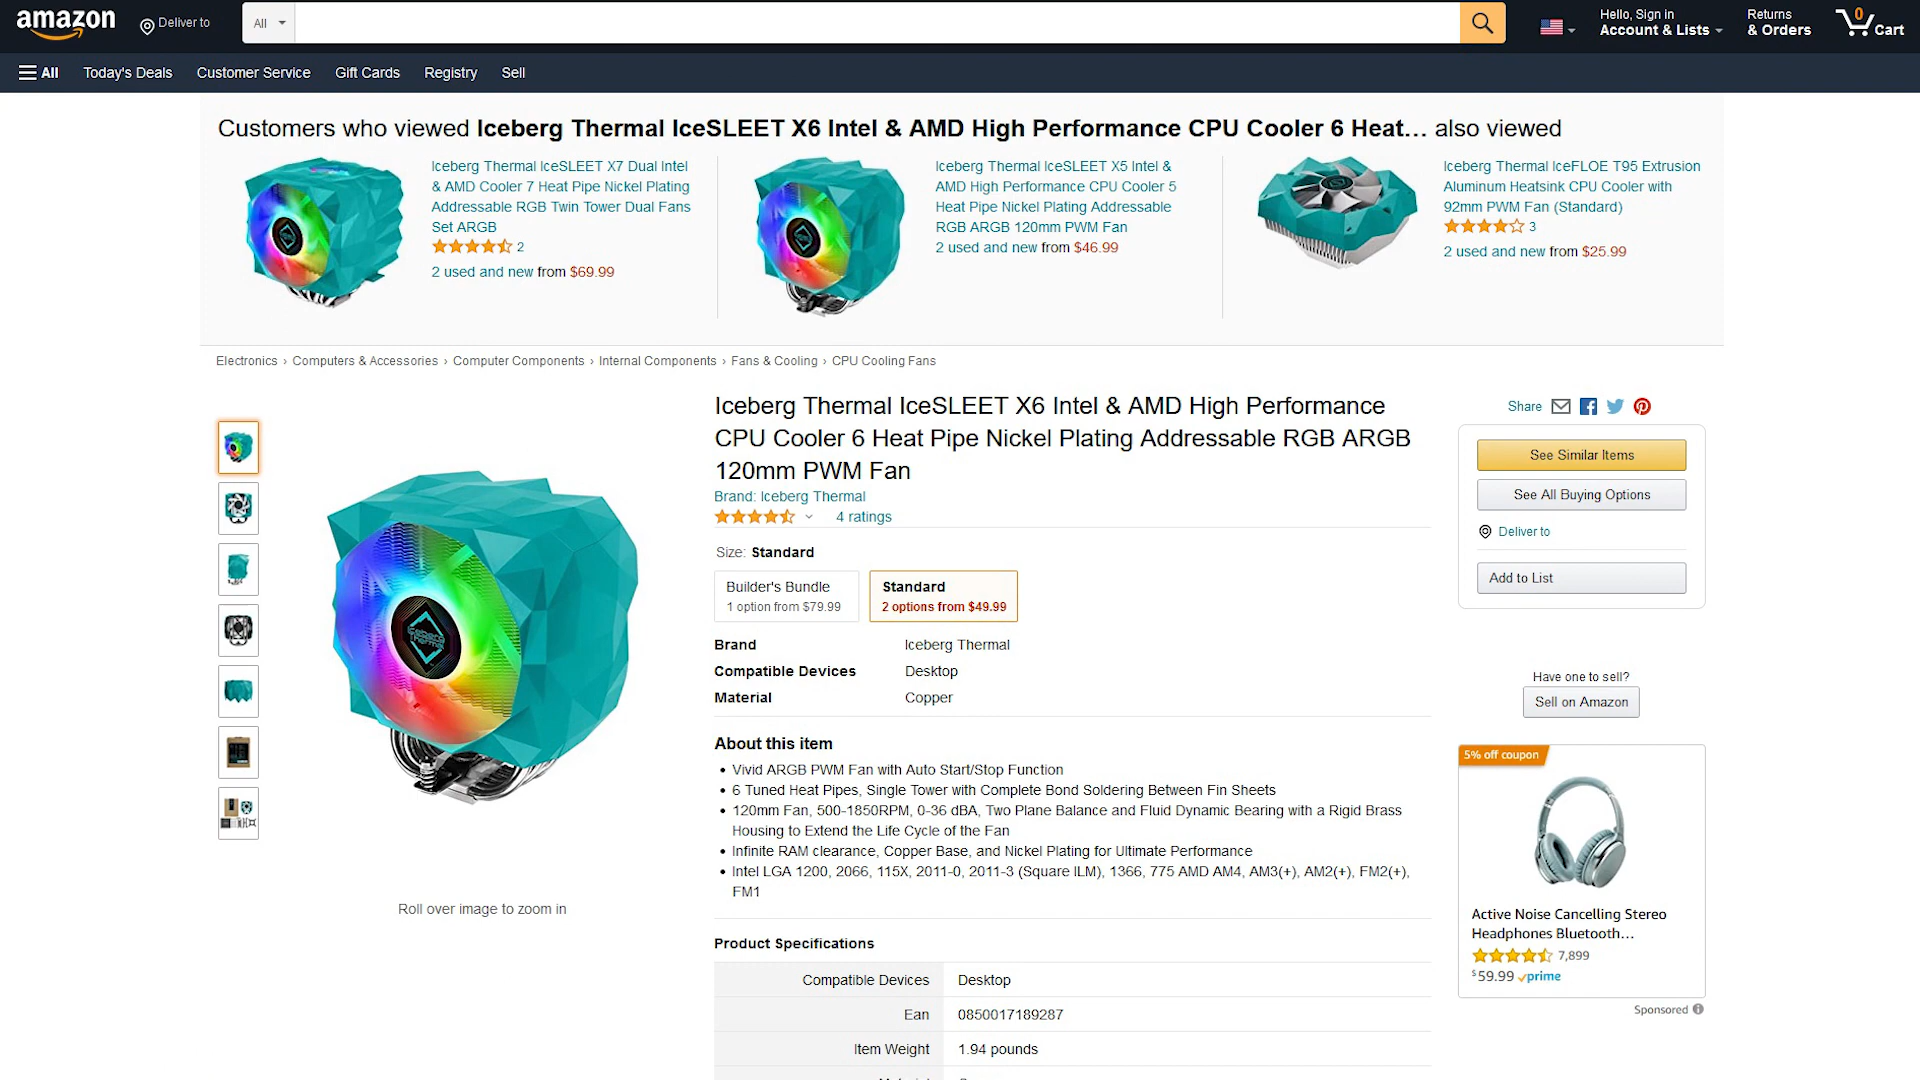 amazon
Deliver to
All
Hello, Sign in
Account & Lists
Returns
& Orders
0
Cart
All
Today's Deals
Customer Service
Gift Cards
Registry
Sell
Customers who viewed Iceberg Thermal IceSLEET X6 Intel & AMD High Performance CPU Cooler 6 Heat… also viewed
Iceberg Thermal IceSLEET X7 Dual Intel
& AMD Cooler 7 Heat Pipe Nickel Plating
Addressable RGB Twin Tower Dual Fans
Set ARGB
2
2 used and new from $69.99
Iceberg Thermal IceSLEET X5 Intel &
AMD High Performance CPU Cooler 5
Heat Pipe Nickel Plating Addressable
RGB ARGB 120mm PWM Fan
2 used and new from $46.99
Iceberg Thermal IceFLOE T95 Extrusion
Aluminum Heatsink CPU Cooler with
92mm PWM Fan (Standard)
3
2 used and new from $25.99
Electronics › Computers & Accessories › Computer Components › Internal Components › Fans & Cooling › CPU Cooling Fans
Iceberg Thermal IceSLEET X6 Intel & AMD High Performance
CPU Cooler 6 Heat Pipe Nickel Plating Addressable RGB ARGB
120mm PWM Fan
Brand: Iceberg Thermal
4 ratings
Size: Standard
Builder's Bundle
1 option from $79.99
Standard
2 options from $49.99
Brand Iceberg Thermal
Compatible Devices Desktop
Material Copper
About this item
• Vivid ARGB PWM Fan with Auto Start/Stop Function
• 6 Tuned Heat Pipes, Single Tower with Complete Bond Soldering Between Fin Sheets
• 120mm Fan, 500-1850RPM, 0-36 dBA, Two Plane Balance and Fluid Dynamic Bearing with a Rigid Brass
Housing to Extend the Life Cycle of the Fan
• Infinite RAM clearance, Copper Base, and Nickel Plating for Ultimate Performance
• Intel LGA 1200, 2066, 115X, 2011-0, 2011-3 (Square ILM), 1366, 775 AMD AM4, AM3(+), AM2(+), FM2(+),
FM1
Product Specifications
Compatible Devices Desktop
Ean 0850017189287
Item Weight 1.94 pounds
Iceberg
Thermal
Roll over image to zoom in
Share
See Similar Items
See All Buying Options
Deliver to
Add to List
Have one to sell?
Sell on Amazon
5% off coupon
Active Noise Cancelling Stereo
Headphones Bluetooth…
7,899
$59.99 prime
Sponsored